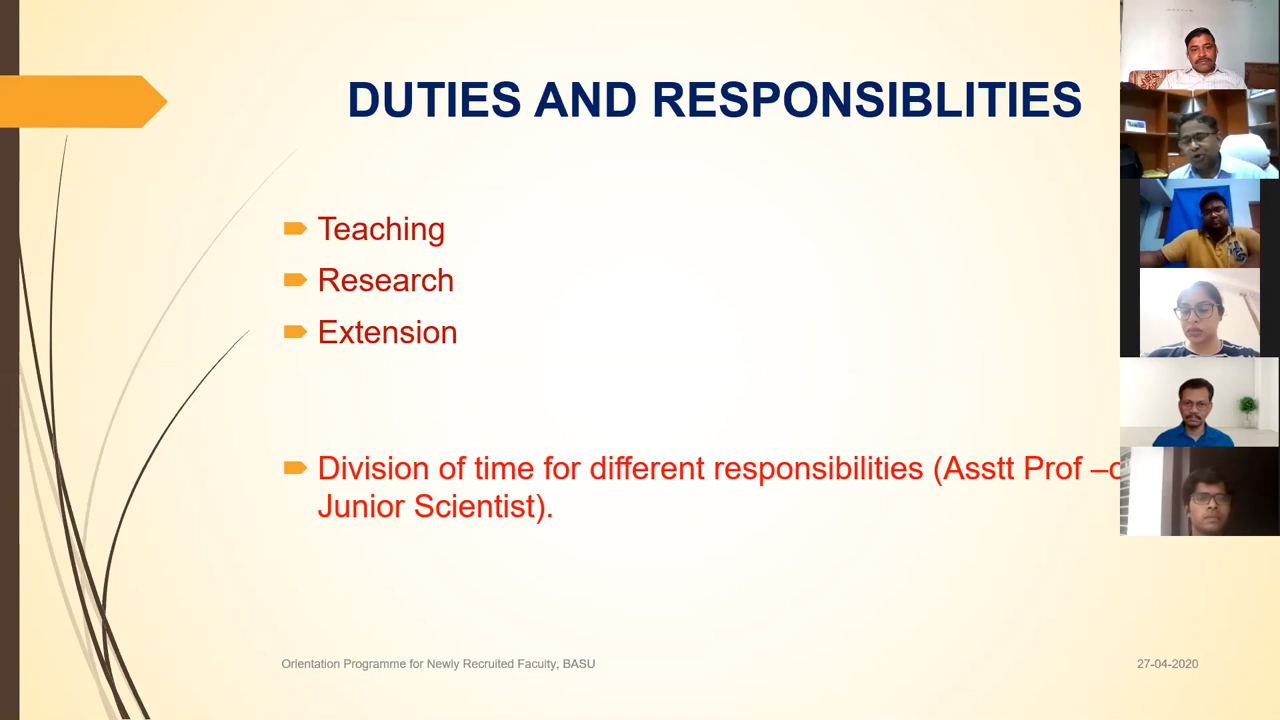 DUTIES AND RESPONSIBLITIES
Teaching
Research
Extension
Division of time for different responsibilities (Asstt Prof –
Junior Scientist).
Orientation Programme for Newly Recruited Faculty, BASU
27-04-2020